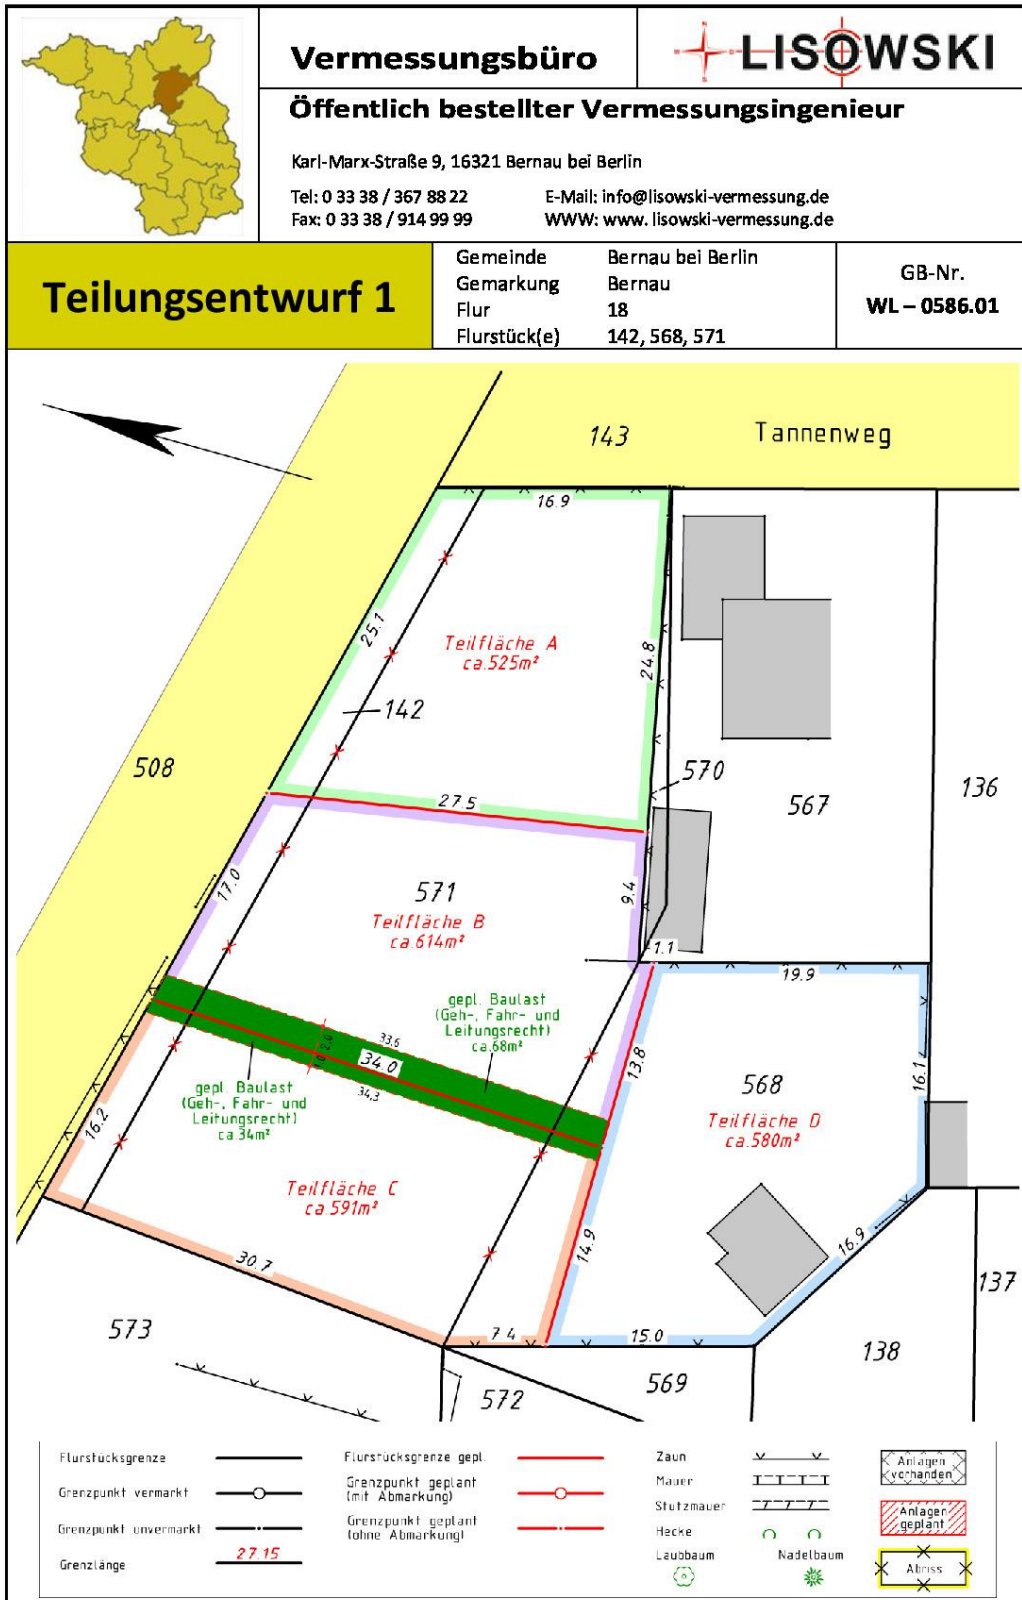 Vermessungsbüro
LISOWSKI
Öffentlich bestellter Vermessungsingenieur
Karl-Marx-Straße 9, 16321 Bernau bei Berlin
Tel: 0 33 38 / 367 88 22 E-Mail: info@lisowski-vermessung.de
Fax: 0 33 38 / 914 99 99 WWW: www. lisowski-vermessung.de
Teilungsentwurf 1
Gemeinde Bernau bei Berlin
Gemarkung Bernau
Flur 18
Flurstück(e) 142, 568, 571
GB-Nr.
WL – 0586.01
143
Tannenweg
16.9
25.1
Teilfläche A
ca.525m²
24.8
142
508
570
567
136
27.5
17.0
571
Teilfläche B
ca.614m²
9.4
1.1
19.9
gepl. Baulast
(Geh-, Fahr- und
Leitungsrecht)
ca.68m²
33.6
2.0
34.0
34.3
13.8
16.1
568
Teilfläche D
ca.580m²
gepl. Baulast
(Geh-, Fahr- und
Leitungsrecht)
ca.34m²
16.2
Teilfläche C
ca.591m²
14.9
16.9
30.7
7.4
15.0
137
573
138
572
569
Flurstücksgrenze
Grenzpunkt vermarkt
Grenzpunkt unvermarkt
Grenzlänge
27.15
Flurstücksgrenze gepl.
Grenzpunkt geplant
(mit Abmarkung)
Grenzpunkt geplant
(ohne Abmarkung)
Zaun
Mauer
Stützmauer
Hecke
Laubbaum
Nadelbaum
Anlagen
vorhanden
Anlagen
geplant
Abriss